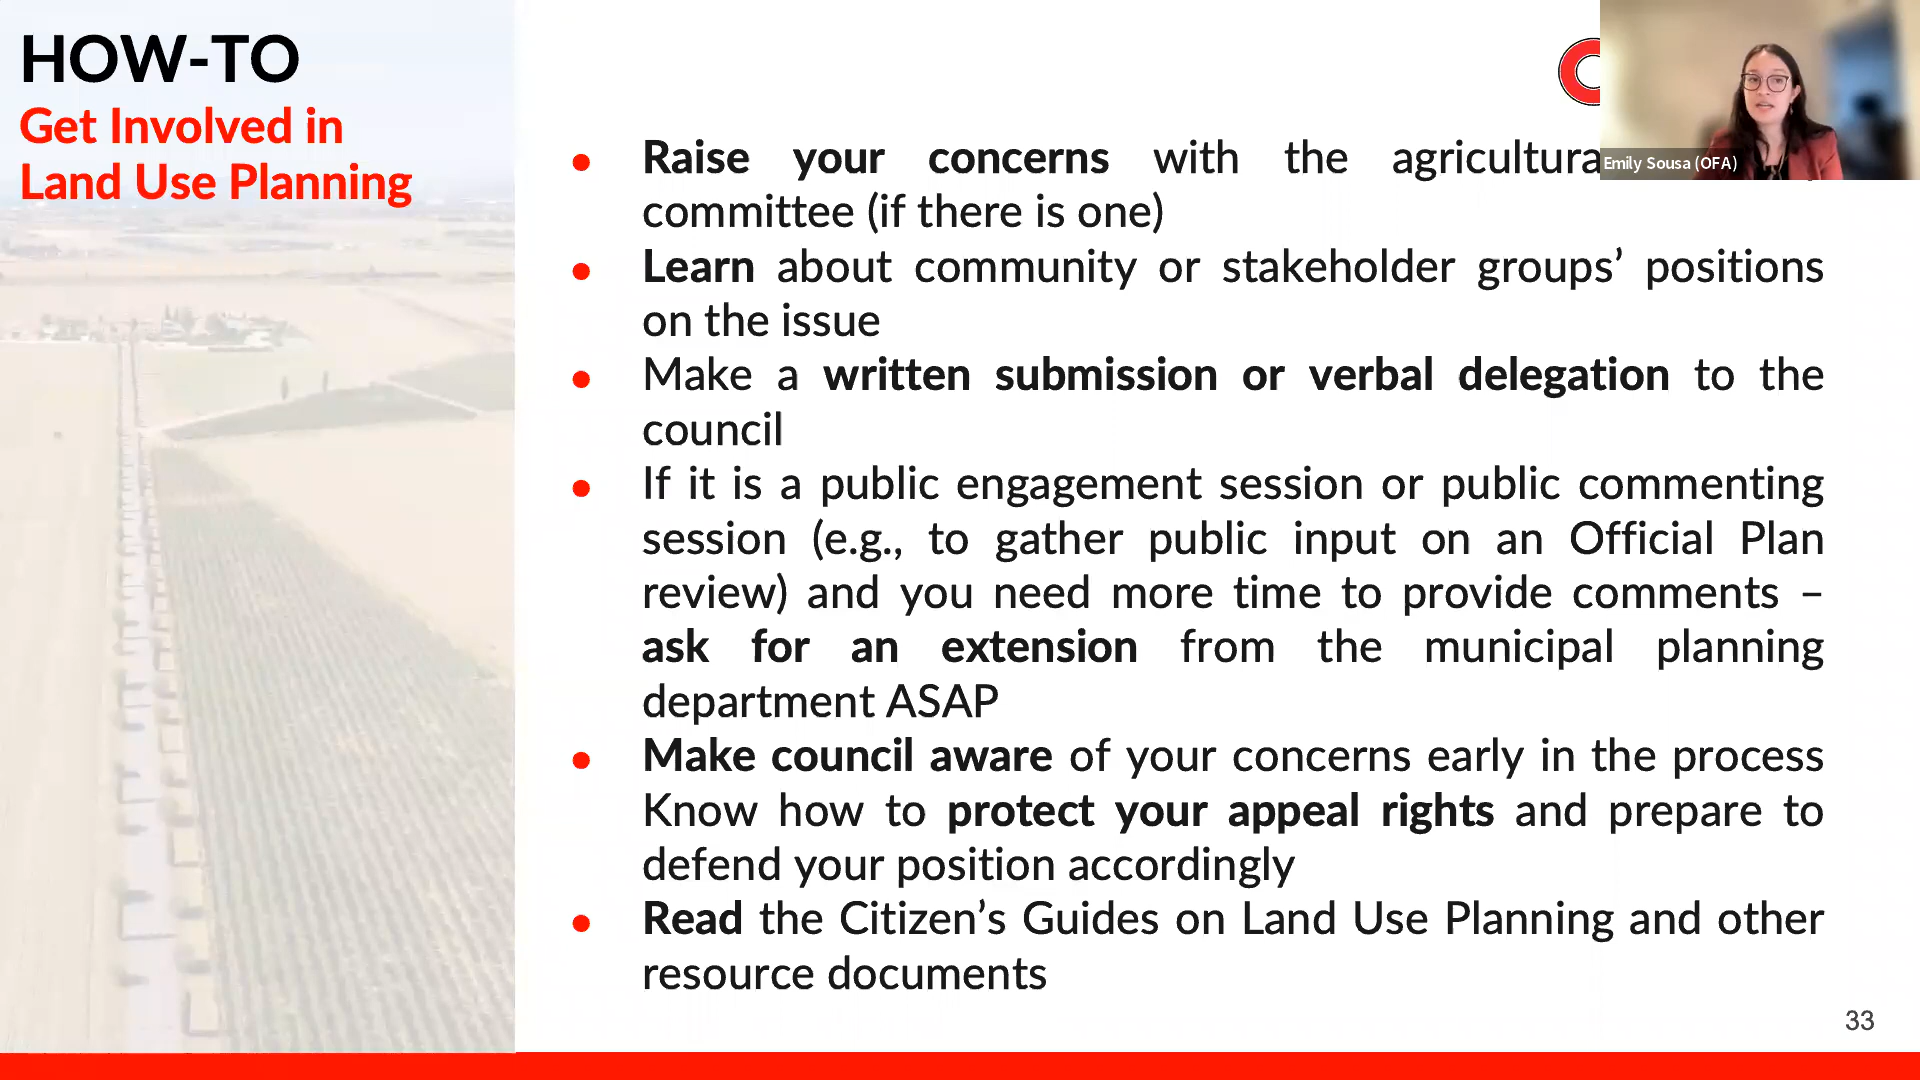 HOW-TO
Get Involved in
Land Use Planning
Emily Sousa (OFA)
• Raise your concerns with the agricultura
committee (if there is one)
• Learn about community or stakeholder groups’ positions
on the issue
• Make a written submission or verbal delegation to the
council
• If it is a public engagement session or public commenting
session (e.g., to gather public input on an Official Plan
review) and you need more time to provide comments –
ask for an extension from the municipal planning
department ASAP
• Make council aware of your concerns early in the process
Know how to protect your appeal rights and prepare to
defend your position accordingly
• Read the Citizen’s Guides on Land Use Planning and other
resource documents
33